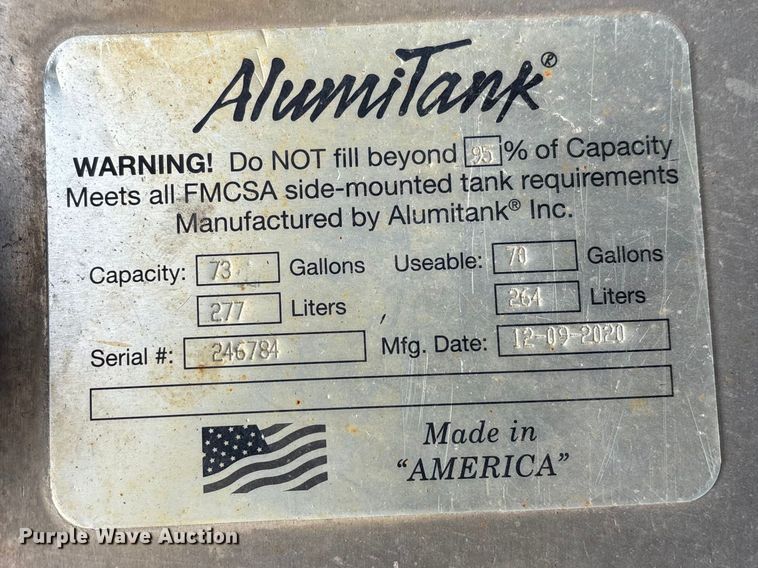 AlumiTank®
WARNING! Do NOT fill beyond 95 % of Capacity
Meets all FMCSA side-mounted tank requirements
Manufactured by Alumitank® Inc.
Capacity: 73 Gallons Useable: 70 Gallons
277 Liters 264 Liters
Serial #: 246784 Mfg. Date: 12-09-2020
Made in
"AMERICA"
Purple Wave Auction